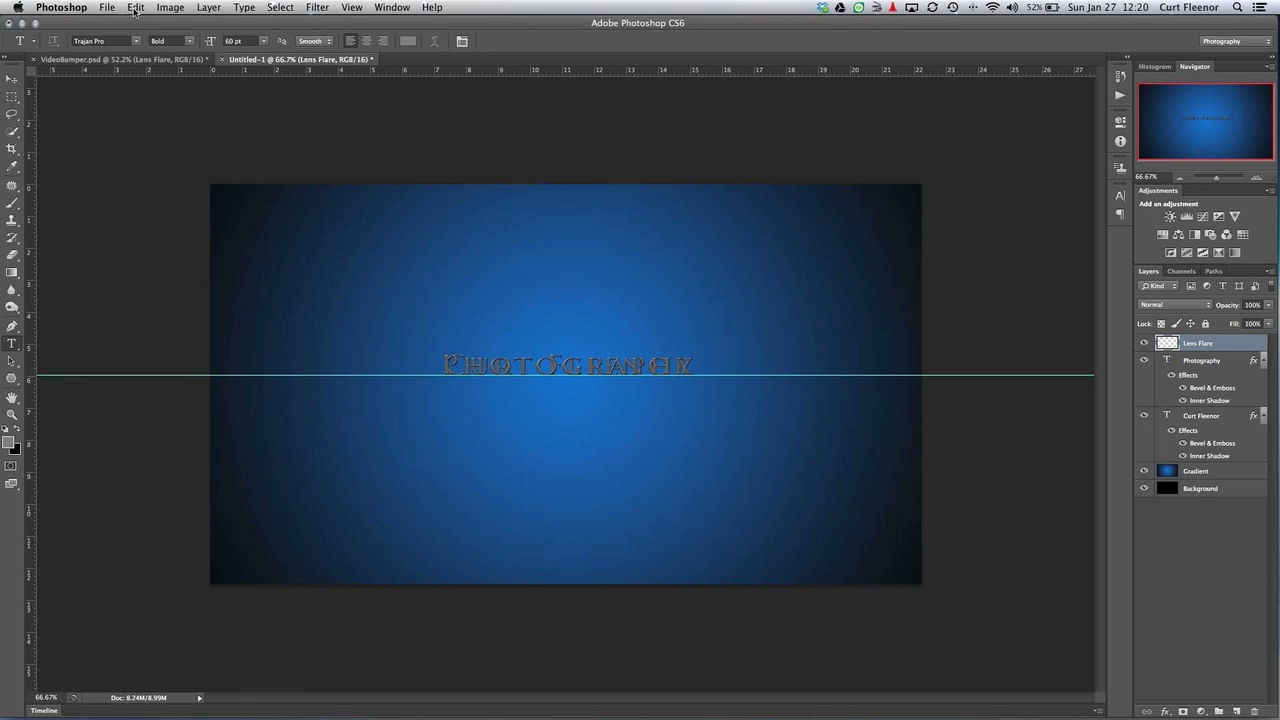 Photoshop File Edit Image Layer Type Select Filter View Window Help 52% Sun Jan 27 12:20 Curt Fleenor
Adobe Photoshop CS6
Trajan Pro Bold 60 pt Smooth Photography
VideoBumper.psd @ 52.2% (Lens Flare, RGB/16) * Untitled-1 @ 66.7% (Lens Flare, RGB/16) *
Histogram Navigator
66.67%
Adjustments
Add an adjustment
Layers Channels Paths
Kind
Normal Opacity: 100%
Lock: Fill: 100%
Lens Flare
Photography fx
Effects
Bevel & Emboss
Inner Shadow
Curt Fleenor fx
Effects
Bevel & Emboss
Inner Shadow
Gradient
Background
66.67% Doc: 8.24M/8.99M
Timeline